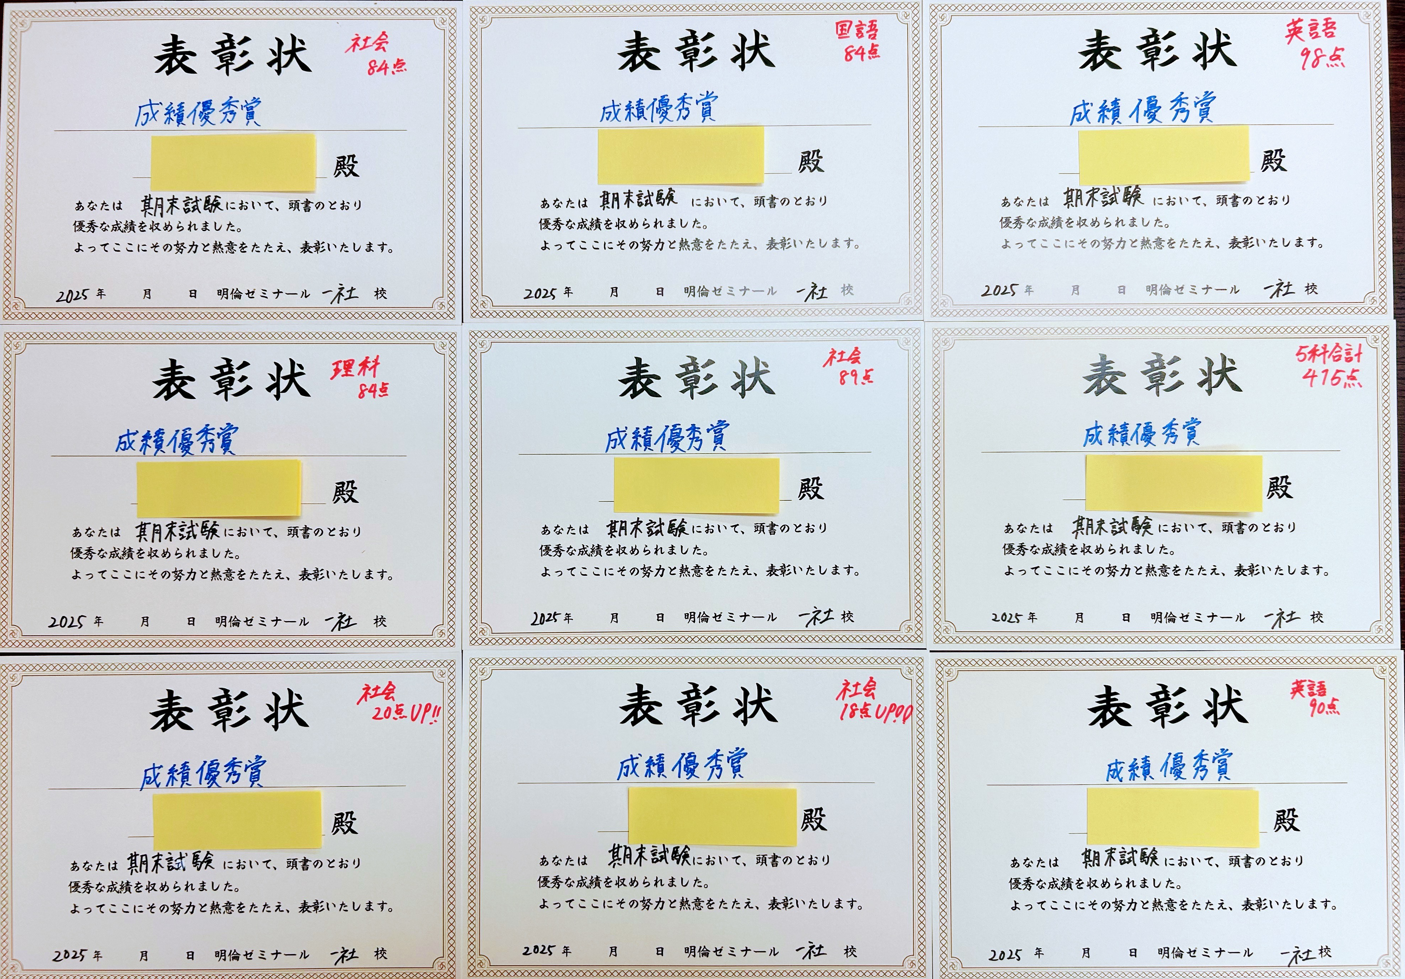 表彰状
社会
84点
成績優秀賞
殿
あなたは 期末試験 において、頭書のとおり
優秀な成績を収められました。
よってここにその努力と熱意をたたえ、表彰いたします。
2025年 月 日 明倫ゼミナール 一社 校
表彰状
国語
84点
成績優秀賞
殿
あなたは 期末試験 において、頭書のとおり
優秀な成績を収められました。
よってここにその努力と熱意をたたえ、表彰いたします。
2025年 月 日 明倫ゼミナール 一社 校
表彰状
英語
98点
成績優秀賞
殿
あなたは 期末試験 において、頭書のとおり
優秀な成績を収められました。
よってここにその努力と熱意をたたえ、表彰いたします。
2025年 月 日 明倫ゼミナール 一社 校
表彰状
理科
84点
成績優秀賞
殿
あなたは 期末試験 において、頭書のとおり
優秀な成績を収められました。
よってここにその努力と熱意をたたえ、表彰いたします。
2025年 月 日 明倫ゼミナール 一社 校
表彰状
社会
89点
成績優秀賞
殿
あなたは 期末試験 において、頭書のとおり
優秀な成績を収められました。
よってここにその努力と熱意をたたえ、表彰いたします。
2025年 月 日 明倫ゼミナール 一社 校
表彰状
5科合計
415点
成績優秀賞
殿
あなたは 期末試験 において、頭書のとおり
優秀な成績を収められました。
よってここにその努力と熱意をたたえ、表彰いたします。
2025年 月 日 明倫ゼミナール 一社 校
表彰状
社会
20点UP!!
成績優秀賞
殿
あなたは 期末試験 において、頭書のとおり
優秀な成績を収められました。
よってここにその努力と熱意をたたえ、表彰いたします。
2025年 月 日 明倫ゼミナール 一社 校
表彰状
社会
18点UP!!
成績優秀賞
殿
あなたは 期末試験 において、頭書のとおり
優秀な成績を収められました。
よってここにその努力と熱意をたたえ、表彰いたします。
2025年 月 日 明倫ゼミナール 一社 校
表彰状
英語
90点
成績優秀賞
殿
あなたは 期末試験 において、頭書のとおり
優秀な成績を収められました。
よってここにその努力と熱意をたたえ、表彰いたします。
2025年 月 日 明倫ゼミナール 一社 校